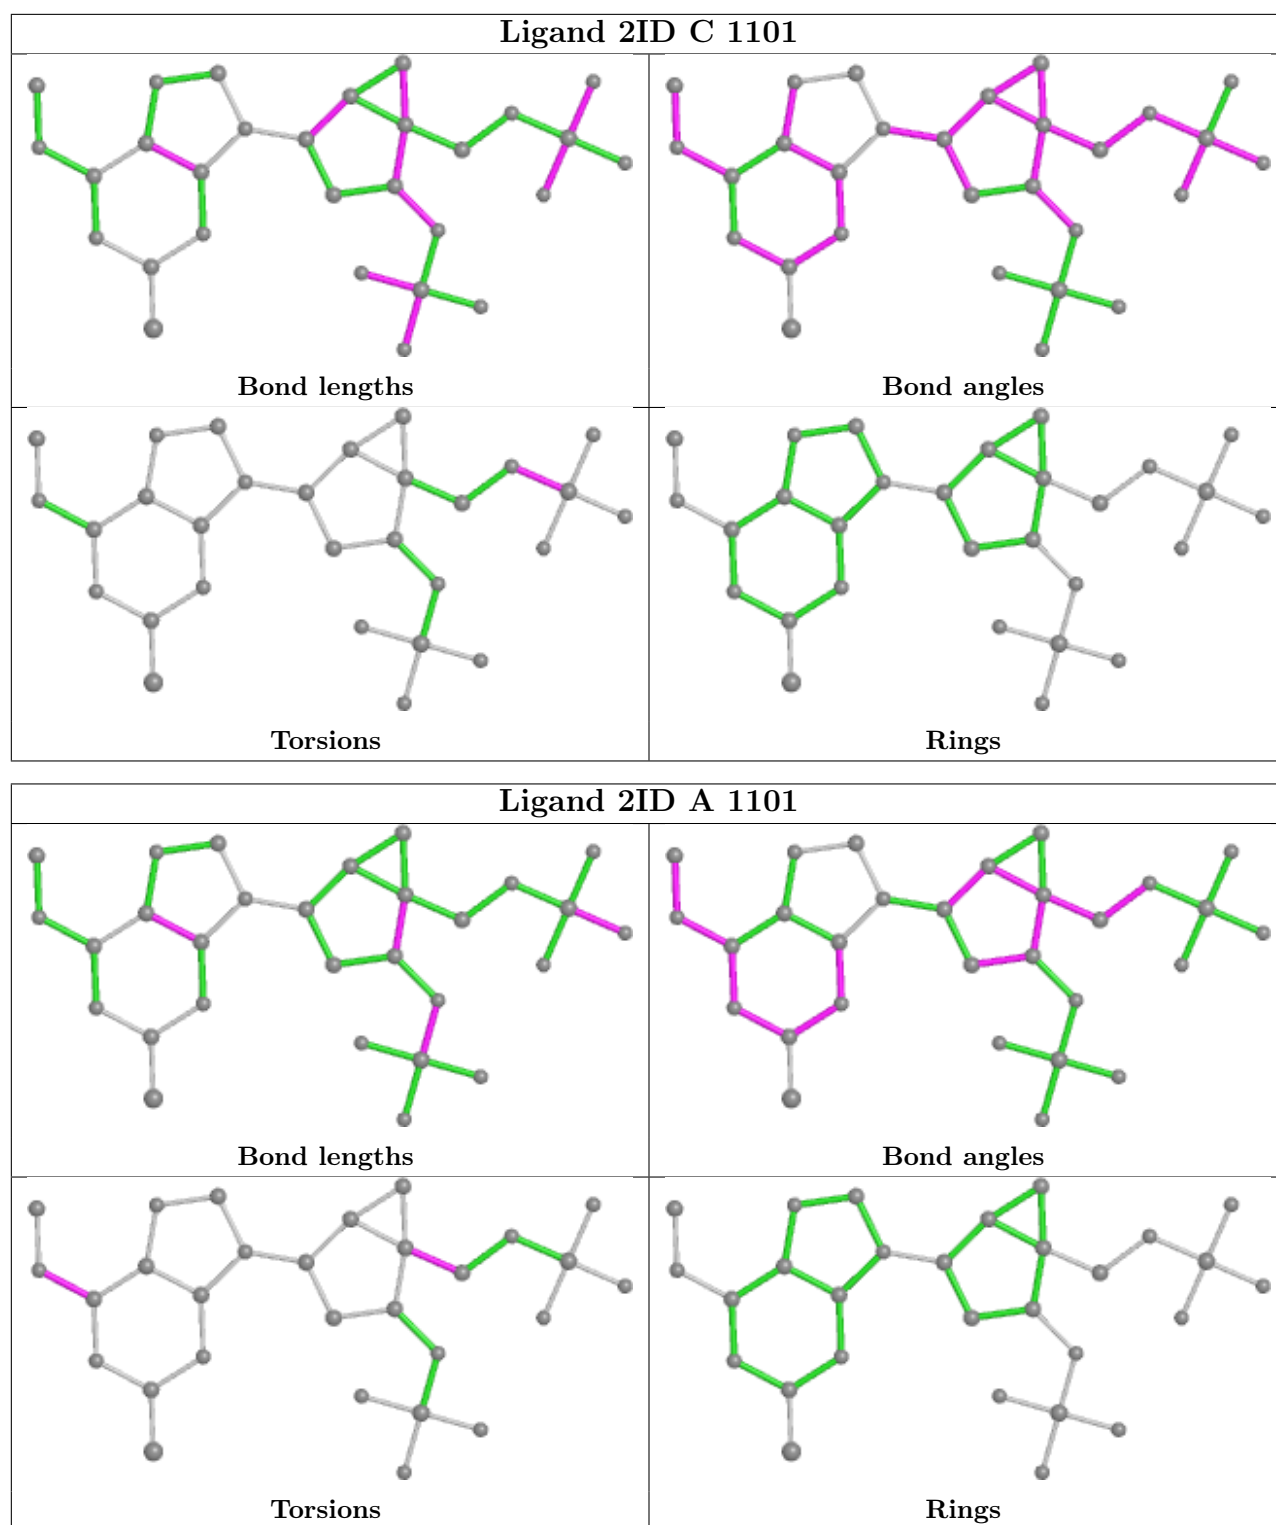 Ligand 2ID C 1101
Bond lengths
Bond angles
Torsions
Rings
Ligand 2ID A 1101
Bond lengths
Bond angles
Torsions
Rings